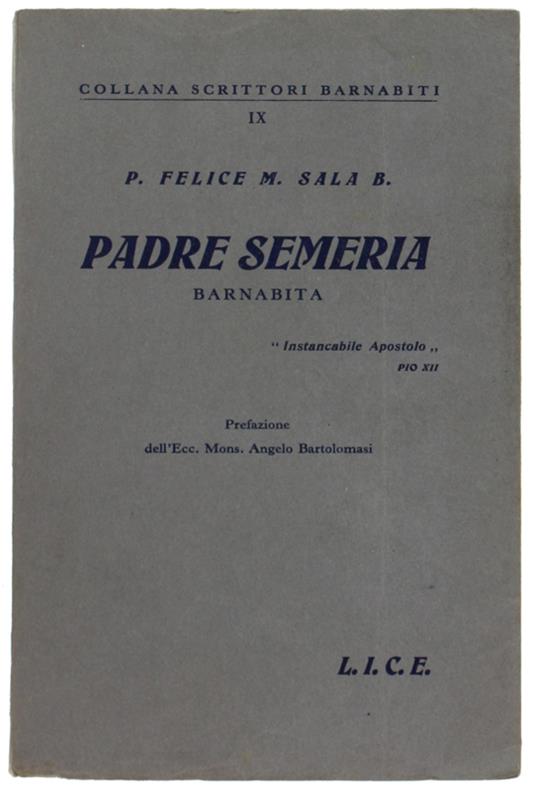 COLLANA SCRITTORI BARNABITI
IX
P. FELICE M. SALA B.
PADRE SEMERIA
BARNABITA
“ Instancabile Apostolo „
PIO XII
Prefazione
dell'Ecc. Mons. Angelo Bartolomasi
L. I. C. E.